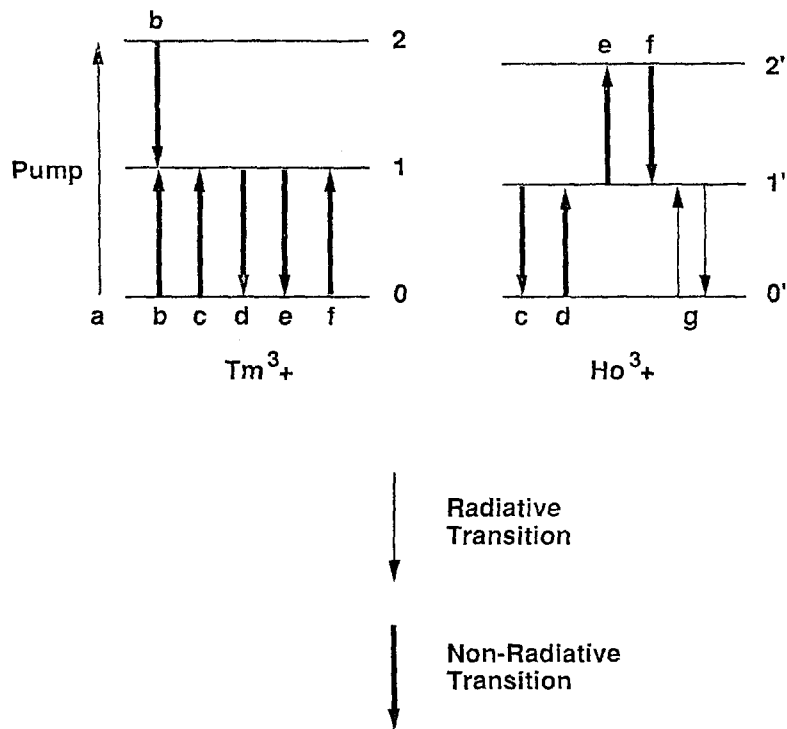 b
2
e f
2'
Pump
1
1'
0
0'
a b c d e f
c d g
Tm³+
Ho³+
Radiative
Transition
Non-Radiative
Transition